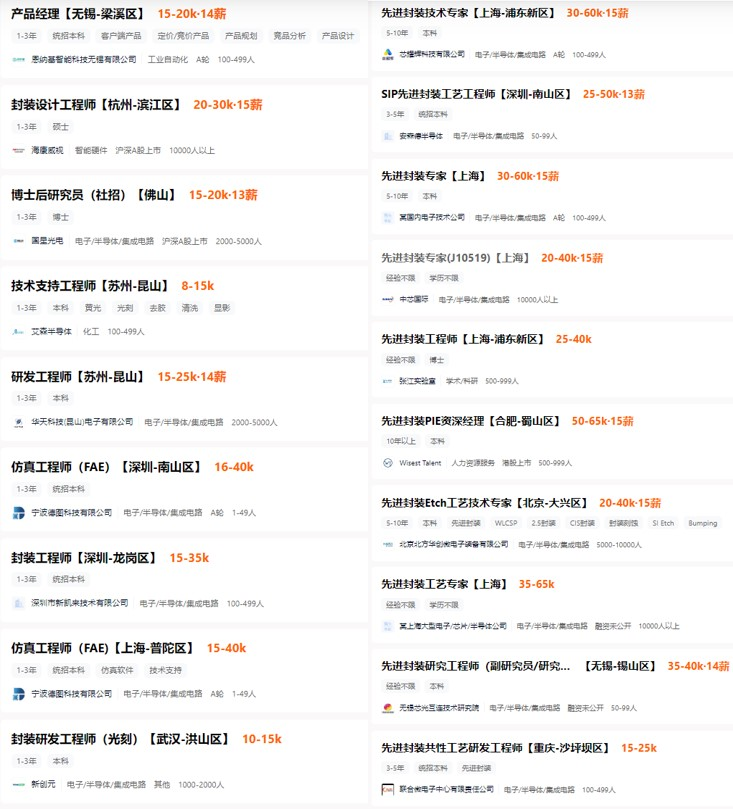 产品经理【无锡-梁溪区】 15-20k·14薪
1-3年 统招本科 客户端产品 定价/竞价产品 产品规划 竞品分析 产品设计
恩纳基智能科技无锡有限公司 工业自动化 A轮 100-499人
封装设计工程师【杭州-滨江区】 20-30k·15薪
1-3年 硕士
海康威视 智能硬件 沪深A股上市 10000人以上
博士后研究员（社招）【佛山】 15-20k·13薪
1-3年 博士
国星光电 电子/半导体/集成电路 沪深A股上市 2000-5000人
技术支持工程师【苏州-昆山】 8-15k
1-3年 本科 黄光 光刻 去胶 清洗 显影
艾森半导体 化工 100-499人
研发工程师【苏州-昆山】 15-25k·14薪
1-3年 本科
华天科技(昆山)电子有限公司 电子/半导体/集成电路 2000-5000人
仿真工程师（FAE）【深圳-南山区】 16-40k
1-3年 统招本科
宁波德图科技有限公司 电子/半导体/集成电路 A轮 1-49人
封装工程师【深圳-龙岗区】 15-35k
1-3年 统招本科
深圳市新凯来技术有限公司 电子/半导体/集成电路 100-499人
仿真工程师（FAE)【上海-普陀区】 15-40k
1-3年 统招本科 仿真软件 技术支持
宁波德图科技有限公司 电子/半导体/集成电路 A轮 1-49人
封装研发工程师（光刻）【武汉-洪山区】 10-15k
1-3年 本科
新创元 电子/半导体/集成电路 其他 1000-2000人
先进封装技术专家【上海-浦东新区】 30-60k·15薪
5-10年 本科
芯耀辉科技有限公司 电子/半导体/集成电路 A轮 100-499人
SIP先进封装工艺工程师【深圳-南山区】 25-50k·13薪
3-5年 统招本科
安森德半导体 电子/半导体/集成电路 50-99人
先进封装专家【上海】 30-60k·15薪
5-10年 本科
某国内电子技术公司 电子/半导体/集成电路 A轮 100-499人
先进封装专家(J10519)【上海】 20-40k·15薪
经验不限 学历不限
中芯国际 电子/半导体/集成电路 10000人以上
先进封装工程师【上海-浦东新区】 25-40k
经验不限 博士
张江实验室 学术/科研 500-999人
先进封装PIE资深经理【合肥-蜀山区】 50-65k·15薪
10年以上 本科
Wisest Talent 人力资源服务 港股上市 500-999人
先进封装Etch工艺技术专家【北京-大兴区】 20-40k·15薪
5-10年 本科 先进封装 WLCSP 2.5封装 CIS封装 封装刻蚀 Si Etch Bumping
北京北方华创微电子装备有限公司 电子/半导体/集成电路 5000-10000人
先进封装工艺专家【上海】 35-65k
经验不限 学历不限
某上海大型电子/芯片/半导体公司 电子/半导体/集成电路 融资未公开 10000人以上
先进封装研究工程师（副研究员/研究... 【无锡-锡山区】 35-40k·14薪
经验不限 本科
无锡芯光互连技术研究院 电子/半导体/集成电路 融资未公开 50-99人
先进封装共性工艺研发工程师【重庆-沙坪坝区】 15-25k
3-5年 统招本科 先进封装
联合微电子中心有限责任公司 电子/半导体/集成电路 100-499人